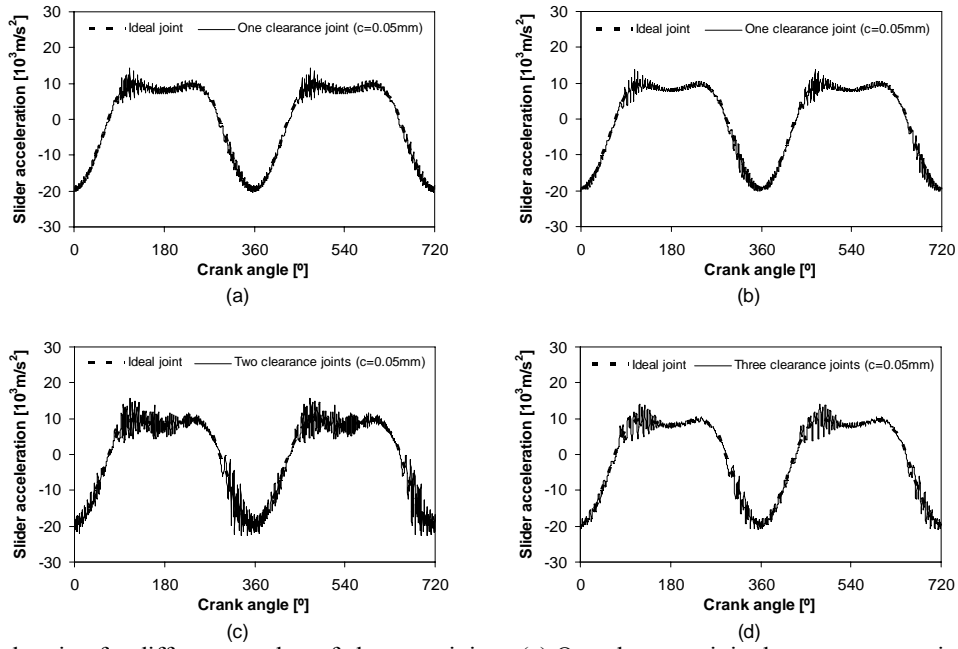 Slider acceleration [10³m/s²]
Ideal joint
One clearance joint (c=0.05mm)
30
20
10
0
-10
-20
-30
0 180 360 540 720
Crank angle [º]
(a)
Slider acceleration [10³m/s²]
Ideal joint
One clearance joint (c=0.05mm)
30
20
10
0
-10
-20
-30
0 180 360 540 720
Crank angle [º]
(b)
Slider acceleration [10³m/s²]
Ideal joint
Two clearance joints (c=0.05mm)
30
20
10
0
-10
-20
-30
0 180 360 540 720
Crank angle [º]
(c)
Slider acceleration [10³m/s²]
Ideal joint
Three clearance joints (c=0.05mm)
30
20
10
0
-10
-20
-30
0 180 360 540 720
Crank angle [º]
(d)